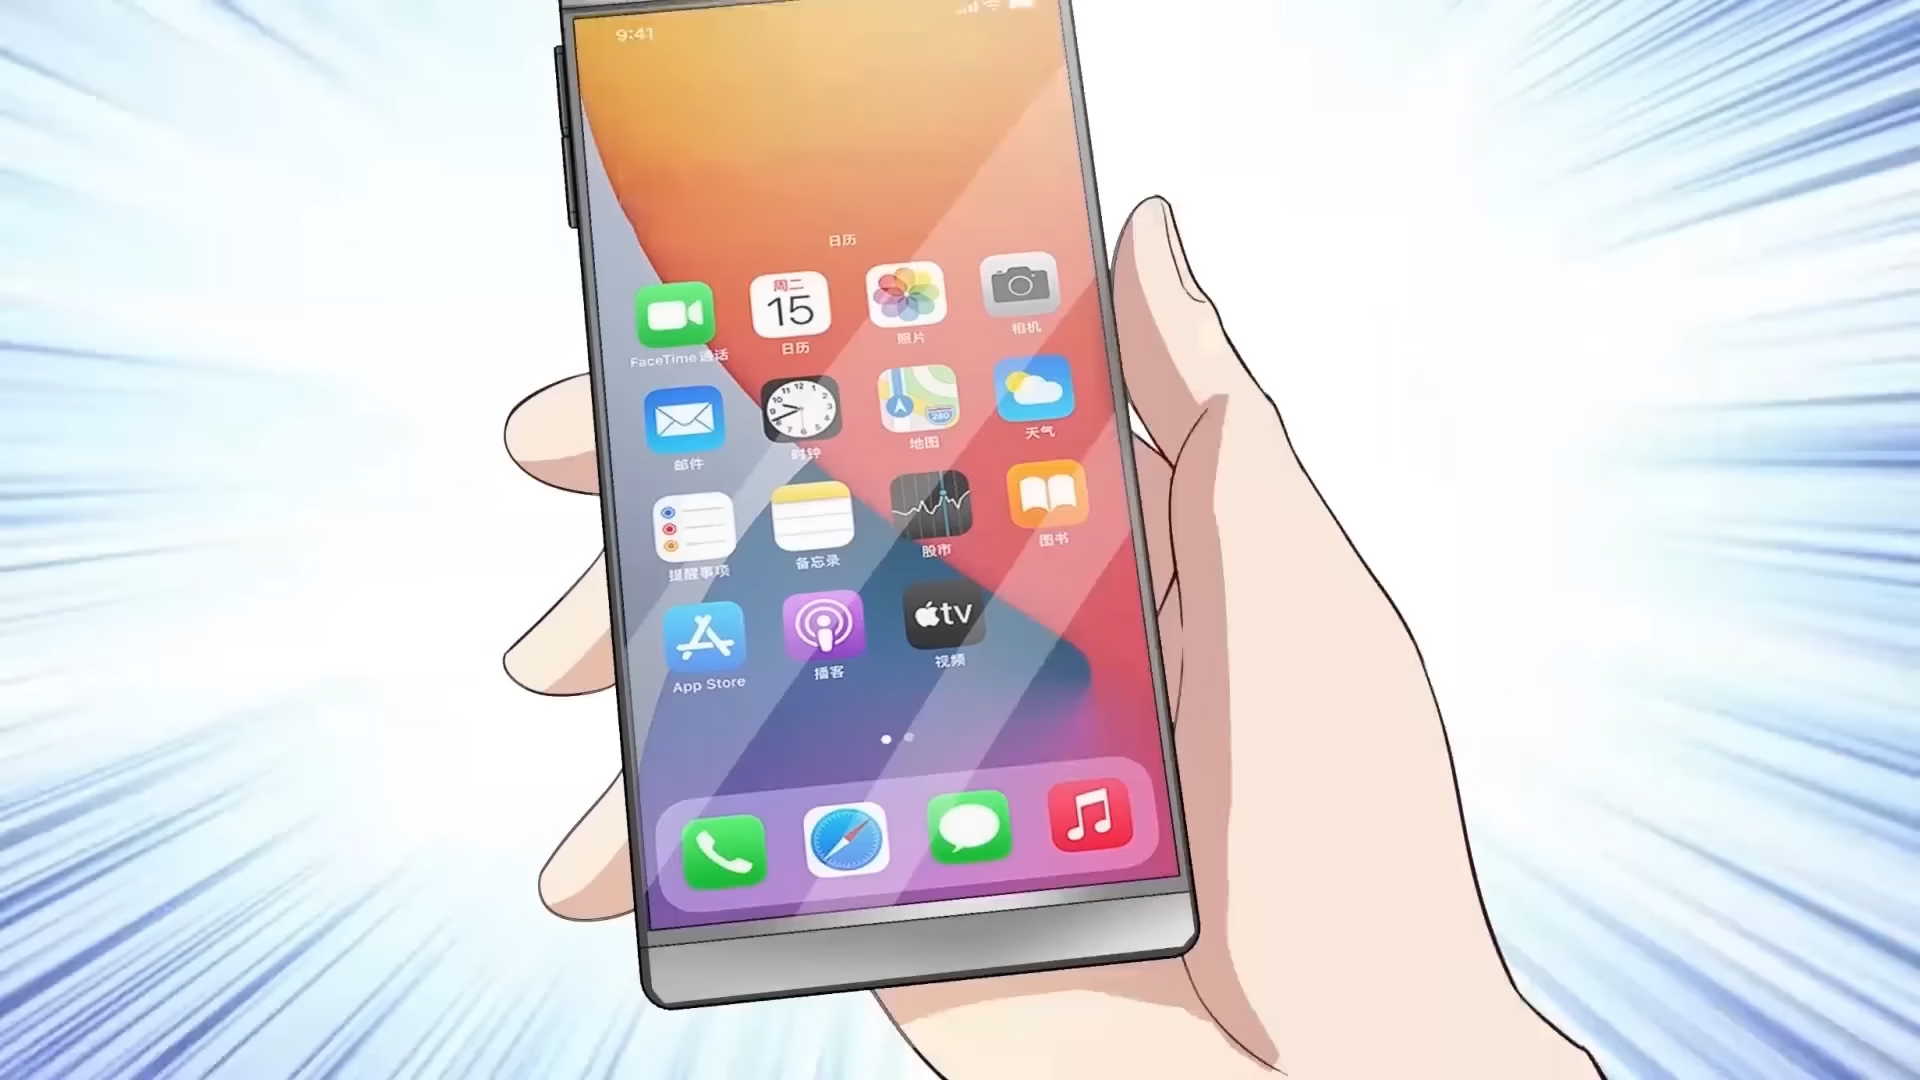 9:41
日历
周二
15
FaceTime 通话
日历
照片
相机
邮件
时钟
280
地图
天气
提醒事项
备忘录
股市
图书
tv
App Store
播客
视频